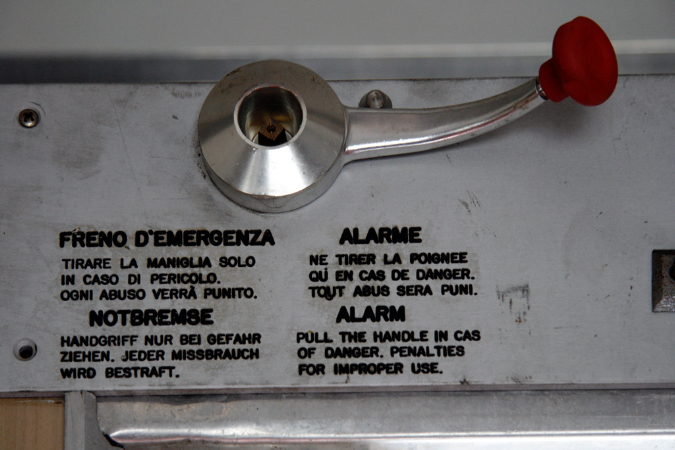 FRENO D'EMERGENZA
TIRARE LA MANIGLIA SOLO
IN CASO DI PERICOLO.
OGNI ABUSO VERRÀ PUNITO.
ALARME
NE TIRER LA POIGNEE
QÚ EN CAS DE DANGER.
TOUT ABUS SERA PUNI.
NOTBREMSE
HANDGRIFF NUR BEI GEFAHR
ZIEHEN. JEDER MISSBRAUCH
WIRD BESTRAFT.
ALARM
PULL THE HANDLE IN CAS
OF DANGER. PENALTIES
FOR IMPROPER USE.